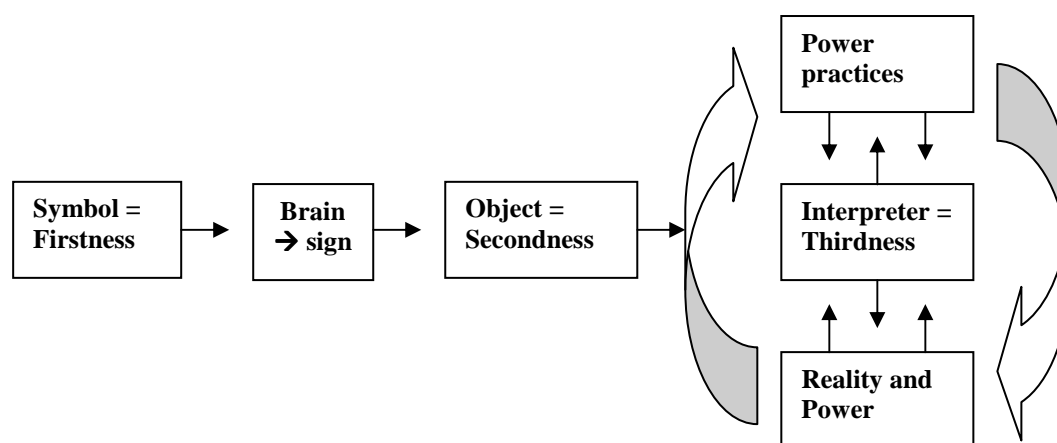 Power
practices
Symbol =
Firstness
Brain
➔ sign
Object =
Secondness
Interpreter =
Thirdness
Reality and
Power